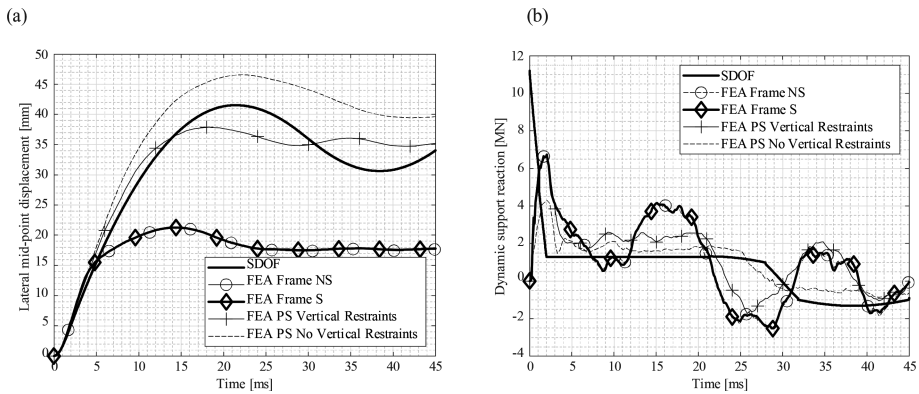 (a)
(b)
50
45
40
35
30
25
20
15
10
5
0
0
5
10
15
20
25
30
35
40
45
Lateral mid-point displacement [mm]
Time [ms]
SDOF
FEA Frame NS
FEA Frame S
FEA PS Vertical Restraints
FEA PS No Vertical Restraints
12
10
8
6
4
2
0
-2
-4
0
5
10
15
20
25
30
35
40
45
Dynamic support reaction [MN]
Time [ms]
SDOF
FEA Frame NS
FEA Frame S
FEA PS Vertical Restraints
FEA PS No Vertical Restraints